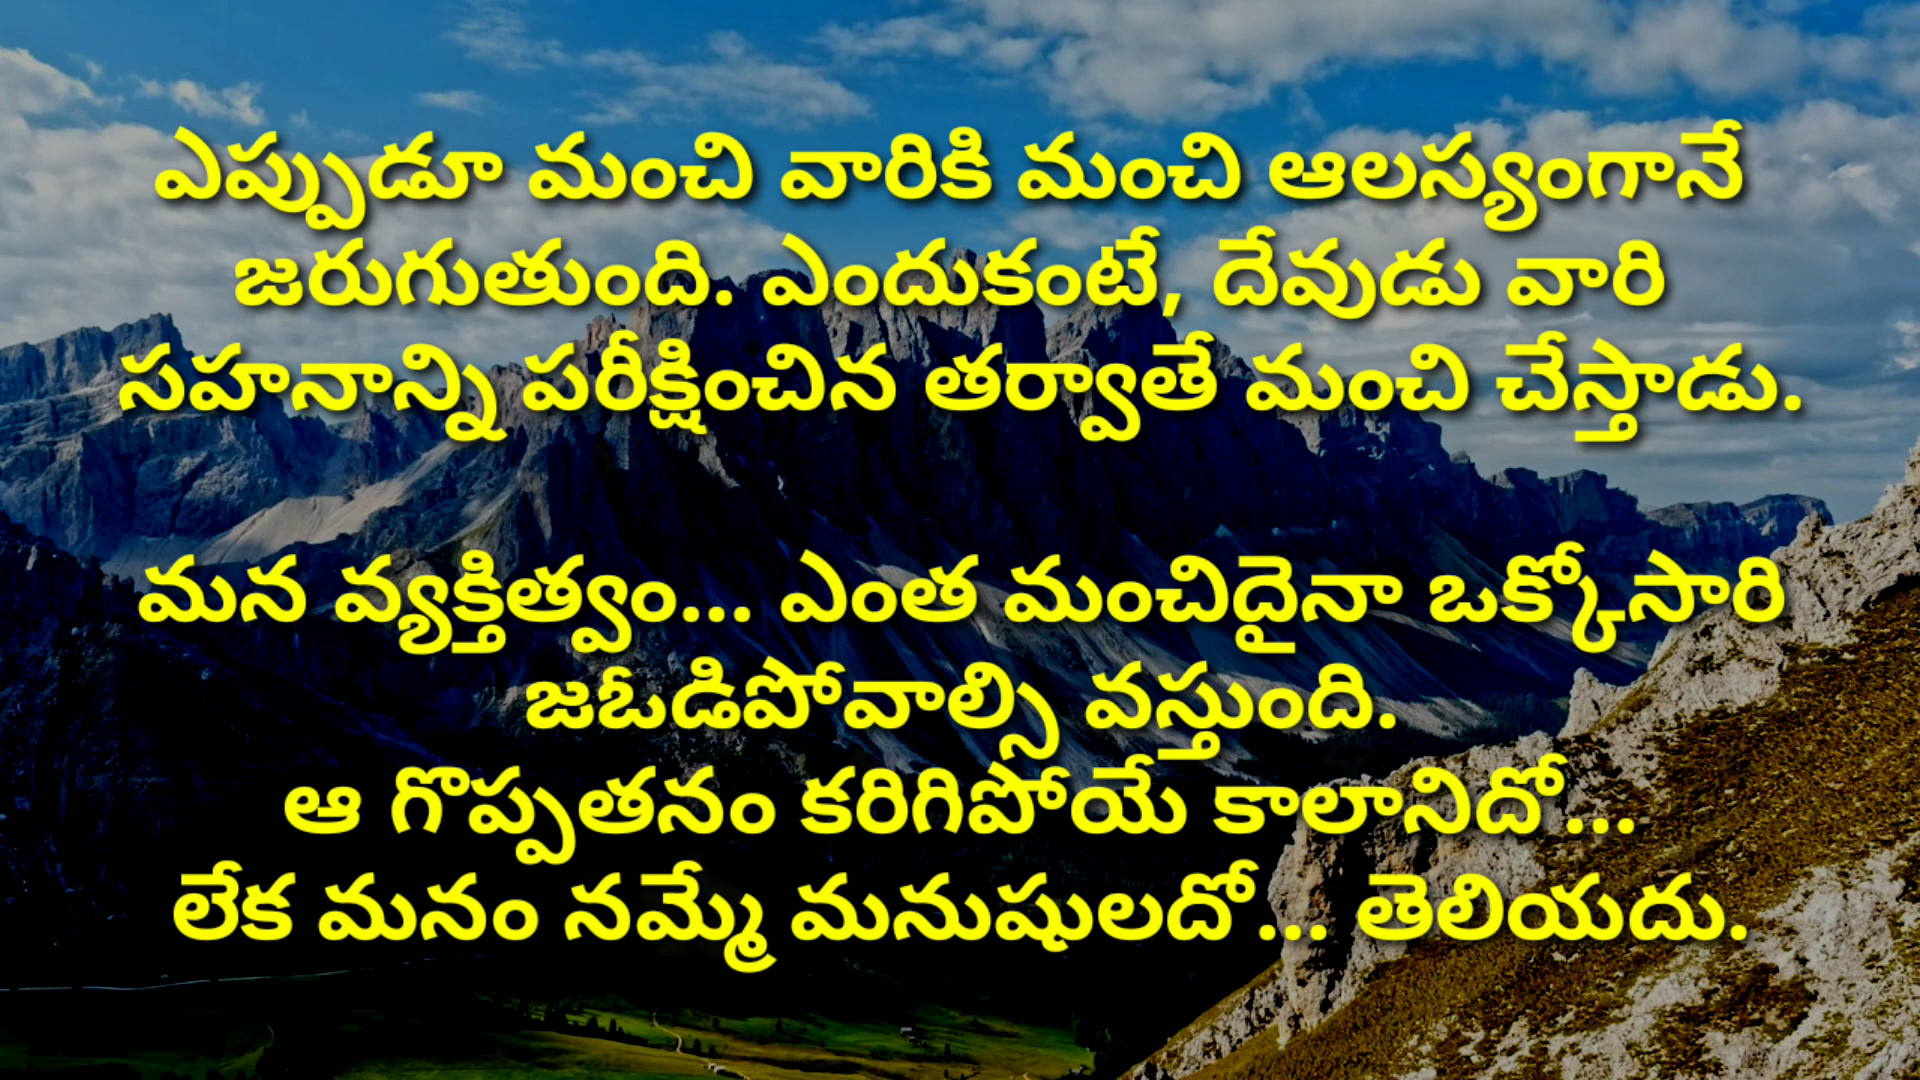 ఎప్పుడూ మంచి వారికి మంచి ఆలస్యంగానే
జరుగుతుంది. ఎందుకంటే, దేవుడు వారి
సహనాన్ని పరీక్షించిన తర్వాతే మంచి చేస్తాడు.
మన వ్యక్తిత్వం... ఎంత మంచిదైనా ఒక్కోసారి
జఓడిపోవాల్సి వస్తుంది.
ఆ గొప్పతనం కరిగిపోయే కాలానిదో...
లేక మనం నమ్మే మనుషులదో... తెలియదు.